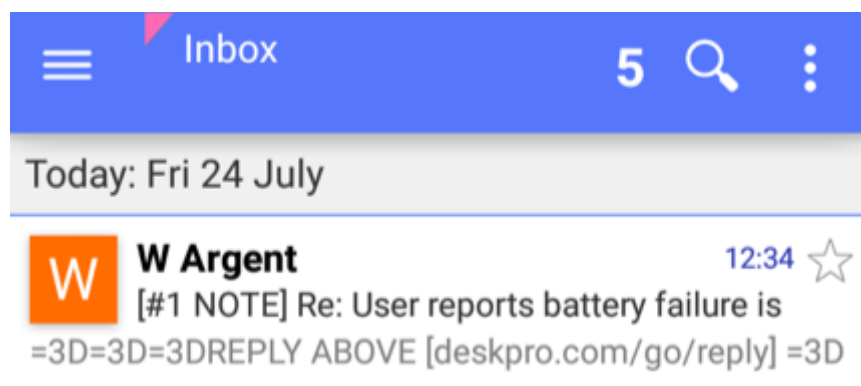 Inbox
5
Today: Fri 24 July
W
W Argent
12:34
[#1 NOTE] Re: User reports battery failure is
=3D=3D=3DREPLY ABOVE [deskpro.com/go/reply] =3D